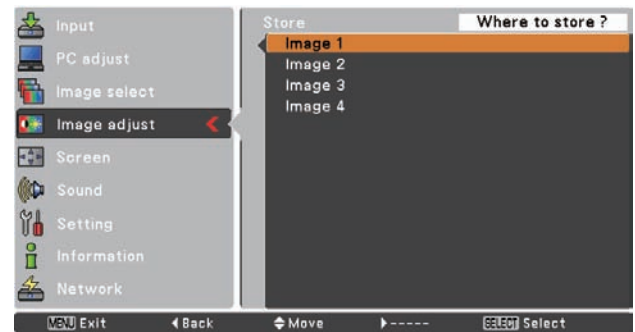 Input
PC adjust
Image select
Image adjust
Screen
Sound
Setting
Information
Network
Store
Where to store ?
Image 1
Image 2
Image 3
Image 4
MENU Exit
Back
Move
-----
SELECT Select